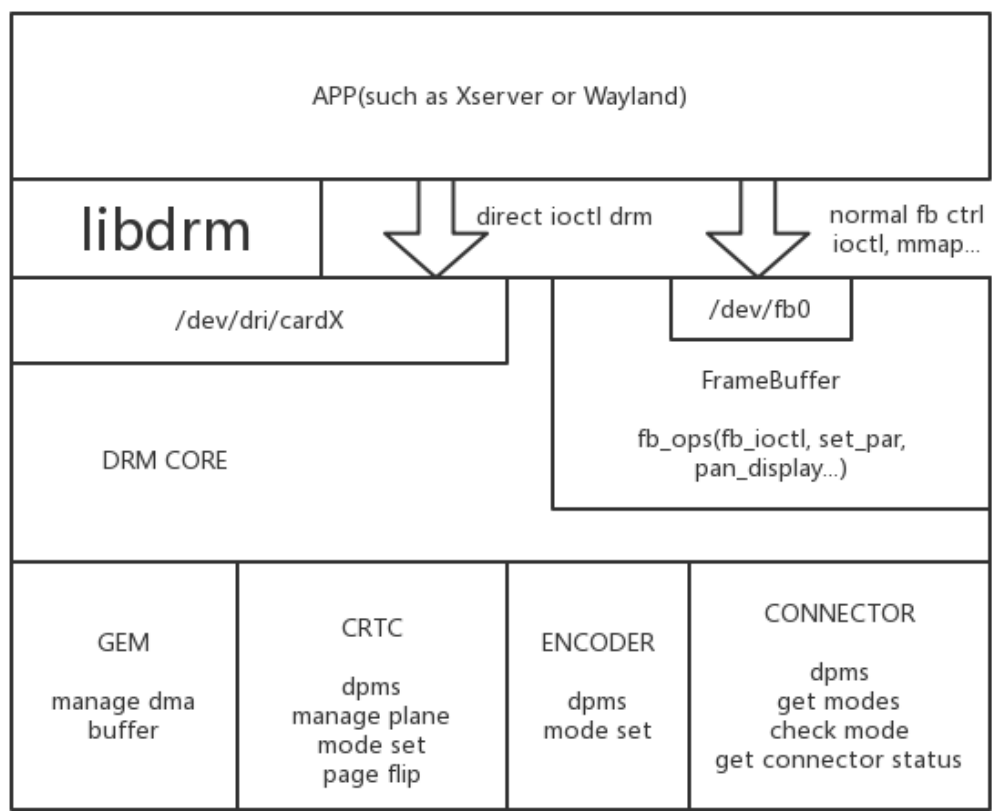 APP(such as Xserver or Wayland)
libdrm
direct ioctl drm
normal fb ctrl
ioctl, mmap...
/dev/dri/cardX
/dev/fb0
FrameBuffer
fb_ops(fb_ioctl, set_par,
pan_display...)
DRM CORE
GEM
manage dma
buffer
CRTC
dpms
manage plane
mode set
page flip
ENCODER
dpms
mode set
CONNECTOR
dpms
get modes
check mode
get connector status